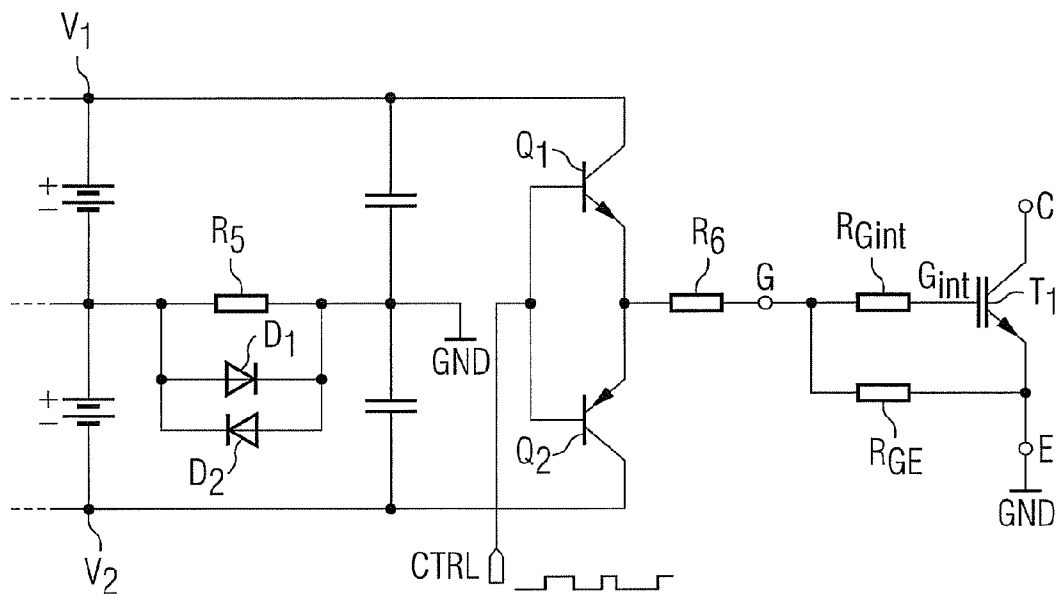 V1
Q1
+
−
R5
R6
RGint
C
G
Gint
T1
D1
GND
+
−
D2
Q2
RGE
E
GND
V2
CTRL